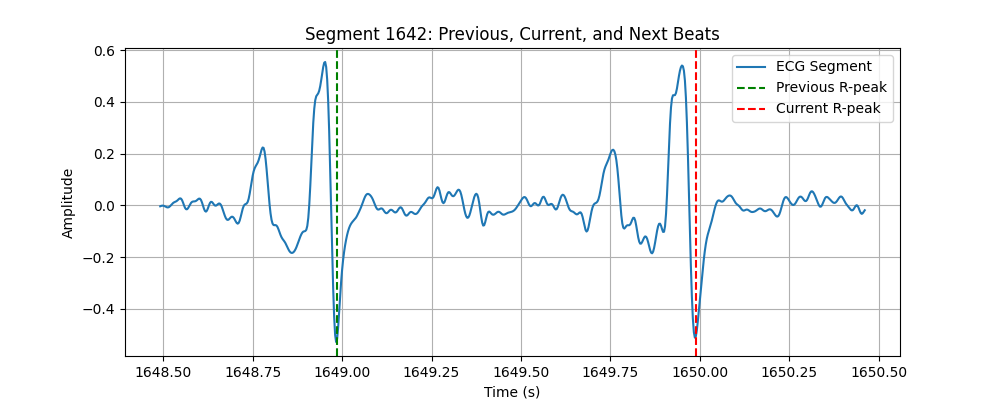 Segment 1642: Previous, Current, and Next Beats
ECG Segment
Previous R-peak
Current R-peak
0.6
0.4
0.2
0.0
−0.2
−0.4
Amplitude
1648.50 1648.75 1649.00 1649.25 1649.50 1649.75 1650.00 1650.25 1650.50
Time (s)